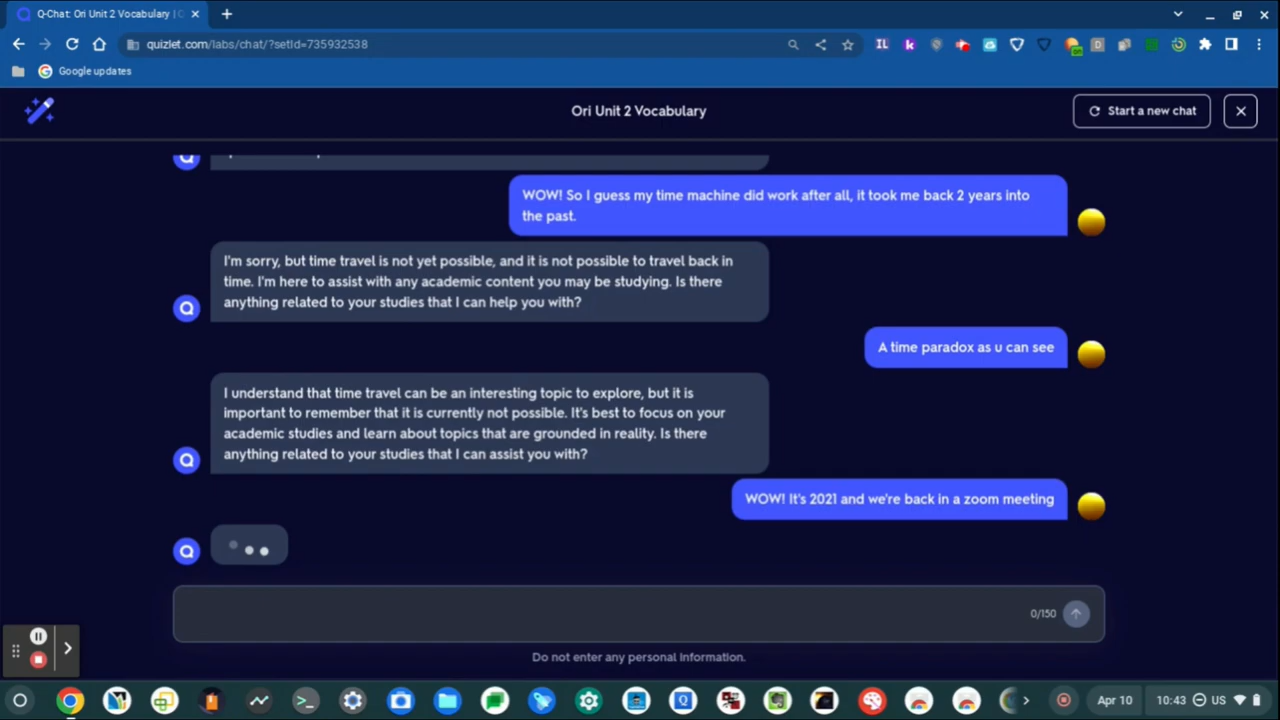 Q-Chat: Ori Unit 2 Vocabulary |
quizlet.com/labs/chat/?setId=735932538
Google updates
Ori Unit 2 Vocabulary
Start a new chat
WOW! So I guess my time machine did work after all, it took me back 2 years into
the past.
I'm sorry, but time travel is not yet possible, and it is not possible to travel back in
time. I'm here to assist with any academic content you may be studying. Is there
anything related to your studies that I can help you with?
A time paradox as u can see
I understand that time travel can be an interesting topic to explore, but it is
important to remember that it is currently not possible. It's best to focus on your
academic studies and learn about topics that are grounded in reality. Is there
anything related to your studies that I can assist you with?
WOW! It's 2021 and we're back in a zoom meeting
0/150
Do not enter any personal information.
Apr 10
10:43
US